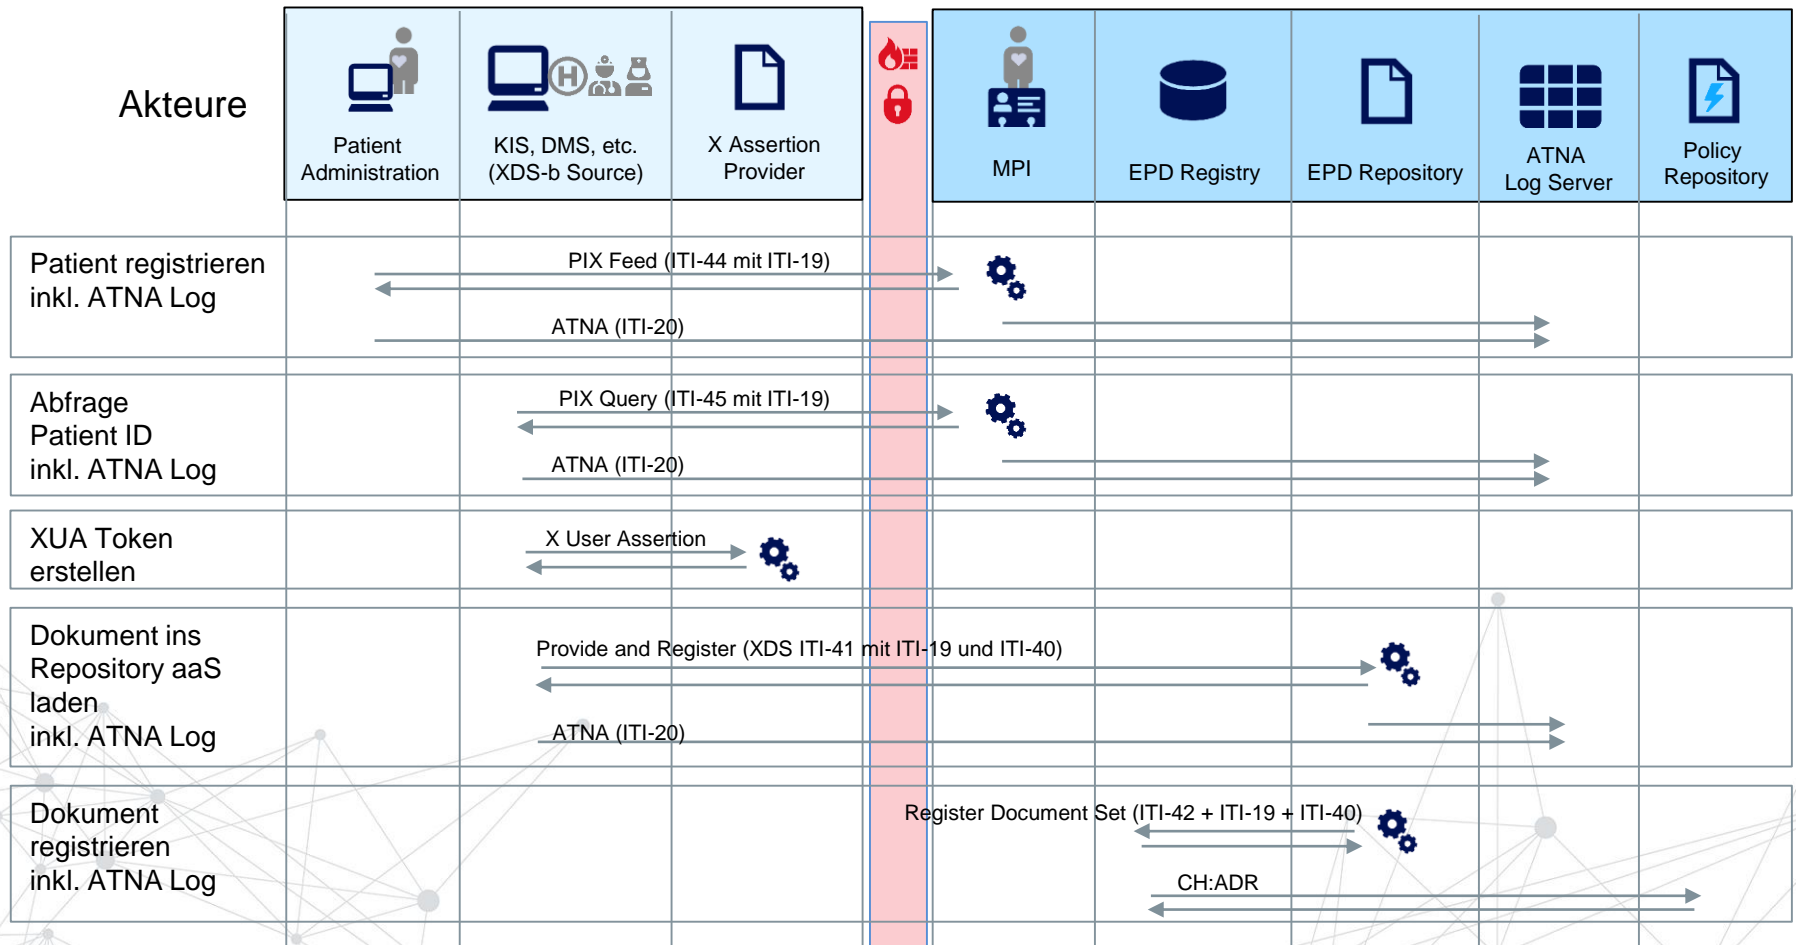 Akteure
Patient
Administration
H
KIS, DMS, etc.
(XDS-b Source)
X Assertion
Provider
MPI
EPD Registry
EPD Repository
ATNA
Log Server
Policy
Repository
Patient registrieren
inkl. ATNA Log
PIX Feed (ITI-44 mit ITI-19)
ATNA (ITI-20)
Abfrage
Patient ID
inkl. ATNA Log
PIX Query (ITI-45 mit ITI-19)
ATNA (ITI-20)
XUA Token
erstellen
X User Assertion
Dokument ins
Repository aaS
laden
inkl. ATNA Log
Provide and Register (XDS ITI-41 mit ITI-19 und ITI-40)
ATNA (ITI-20)
Dokument
registrieren
inkl. ATNA Log
Register Document Set (ITI-42 + ITI-19 + ITI-40)
CH:ADR